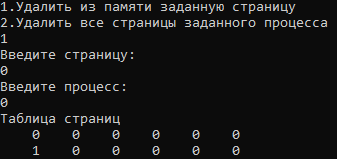 1.Удалить из памяти заданную страницу
2.Удалить все страницы заданного процесса
1
Введите страницу:
0
Введите процесс:
0
Таблица страниц
0 0 0 0 0 0
1 0 0 0 0 0